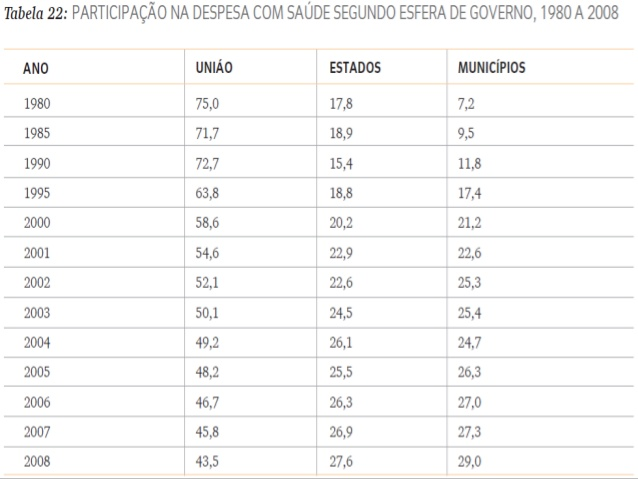 Tabela 22: PARTICIPAÇÃO NA DESPESA COM SAÚDE SEGUNDO ESFERA DE GOVERNO, 1980 A 2008
ANO UNIÁO ESTADOS MUNICÍPIOS
1980 75,0 17,8 7,2
1985 71,7 18,9 9,5
1990 72,7 15,4 11,8
1995 63,8 18,8 17,4
2000 58,6 20,2 21,2
2001 54,6 22,9 22,6
2002 52,1 22,6 25,3
2003 50,1 24,5 25,4
2004 49,2 26,1 24,7
2005 48,2 25,5 26,3
2006 46,7 26,3 27,0
2007 45,8 26,9 27,3
2008 43,5 27,6 29,0